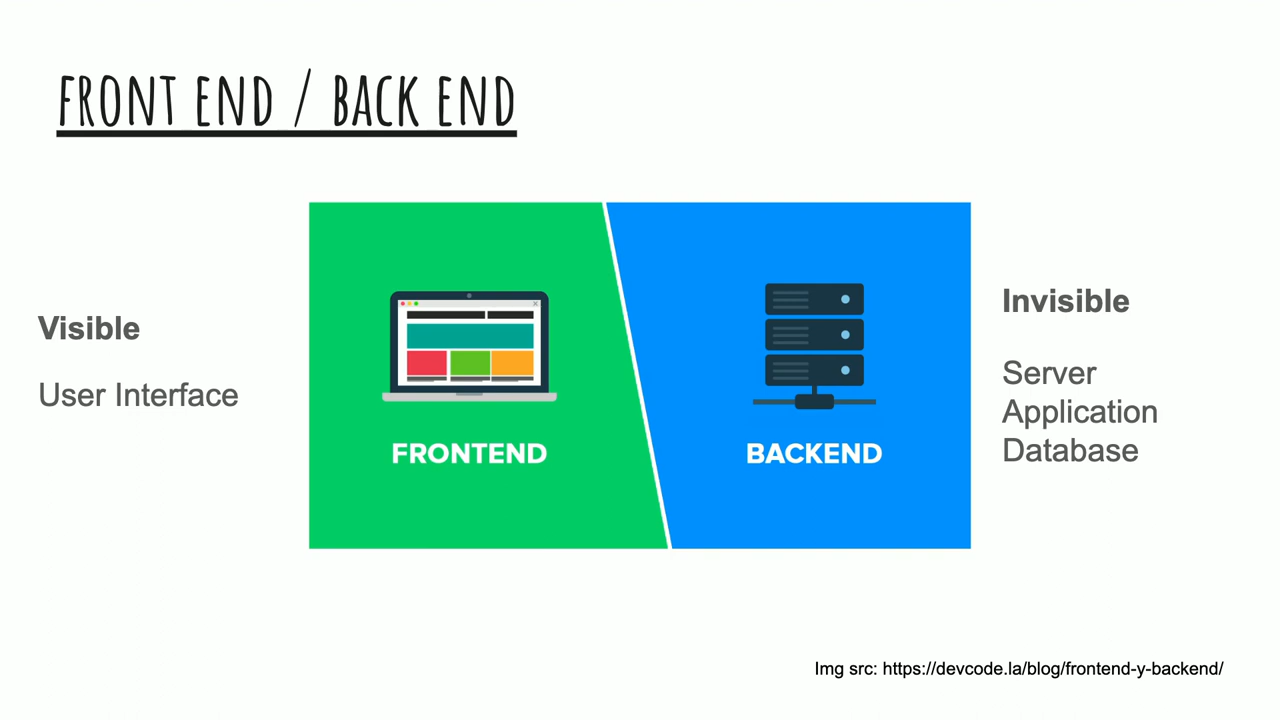 FRONT END / BACK END
Visible
User Interface
FRONTEND
BACKEND
Invisible
Server
Application
Database
Img src: https://devcode.la/blog/frontend-y-backend/